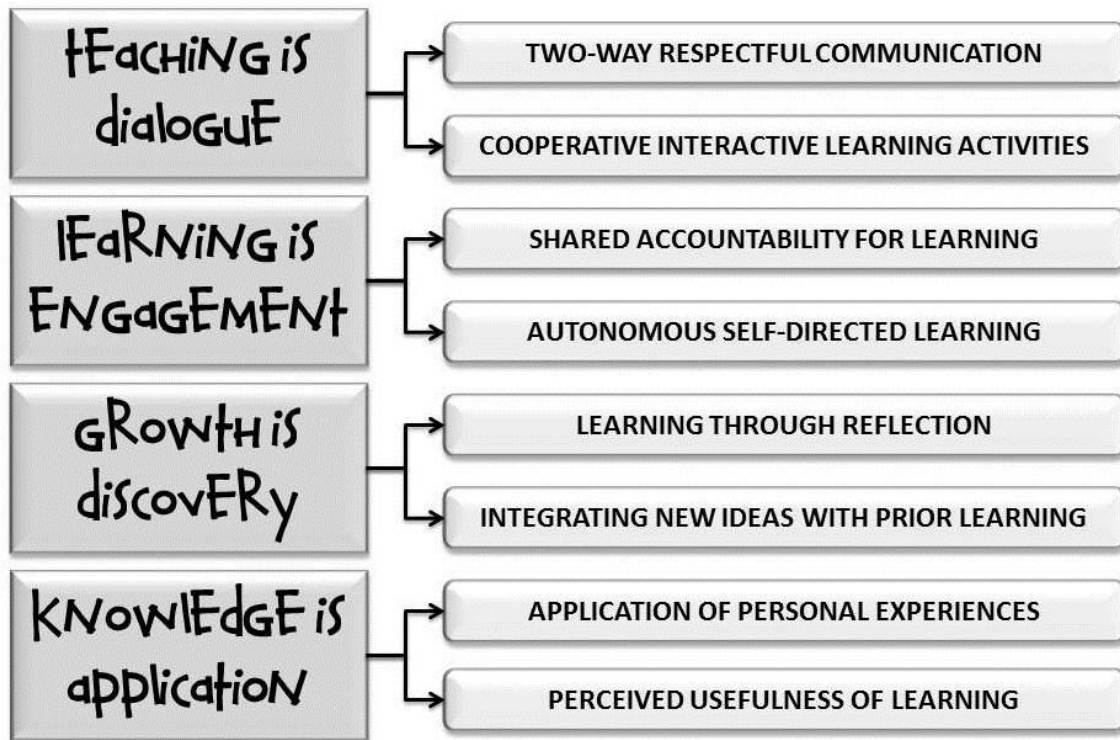 tEachiNG is
dialoguE
TWO-WAY RESPECTFUL COMMUNICATION
COOPERATIVE INTERACTIVE LEARNING ACTIVITIES
lEaRNiNG is
ENGaGEMENt
SHARED ACCOUNTABILITY FOR LEARNING
AUTONOMOUS SELF-DIRECTED LEARNING
GRowtH is
discovERy
LEARNING THROUGH REFLECTION
INTEGRATING NEW IDEAS WITH PRIOR LEARNING
KNowlEdGE is
applicatioN
APPLICATION OF PERSONAL EXPERIENCES
PERCEIVED USEFULNESS OF LEARNING